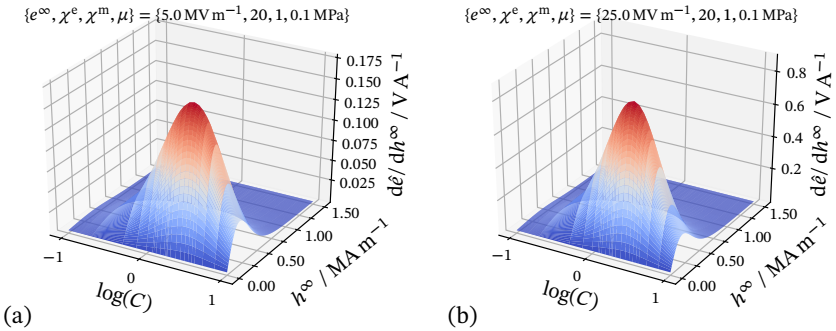 {e^∞, χ^e, χ^m, μ} = {5.0 MV m⁻¹, 20, 1, 0.1 MPa}
0.175
0.150
0.125
0.100
0.075
0.050
0.025
dê/dh^∞ / V A⁻¹
1.50
1.00
0.50
0.00
h^∞ / MA m⁻¹
−1
0
1
log(C)
(a)
{e^∞, χ^e, χ^m, μ} = {25.0 MV m⁻¹, 20, 1, 0.1 MPa}
0.8
0.6
0.4
0.2
dê/dh^∞ / V A⁻¹
1.50
1.00
0.50
0.00
h^∞ / MA m⁻¹
−1
0
1
log(C)
(b)